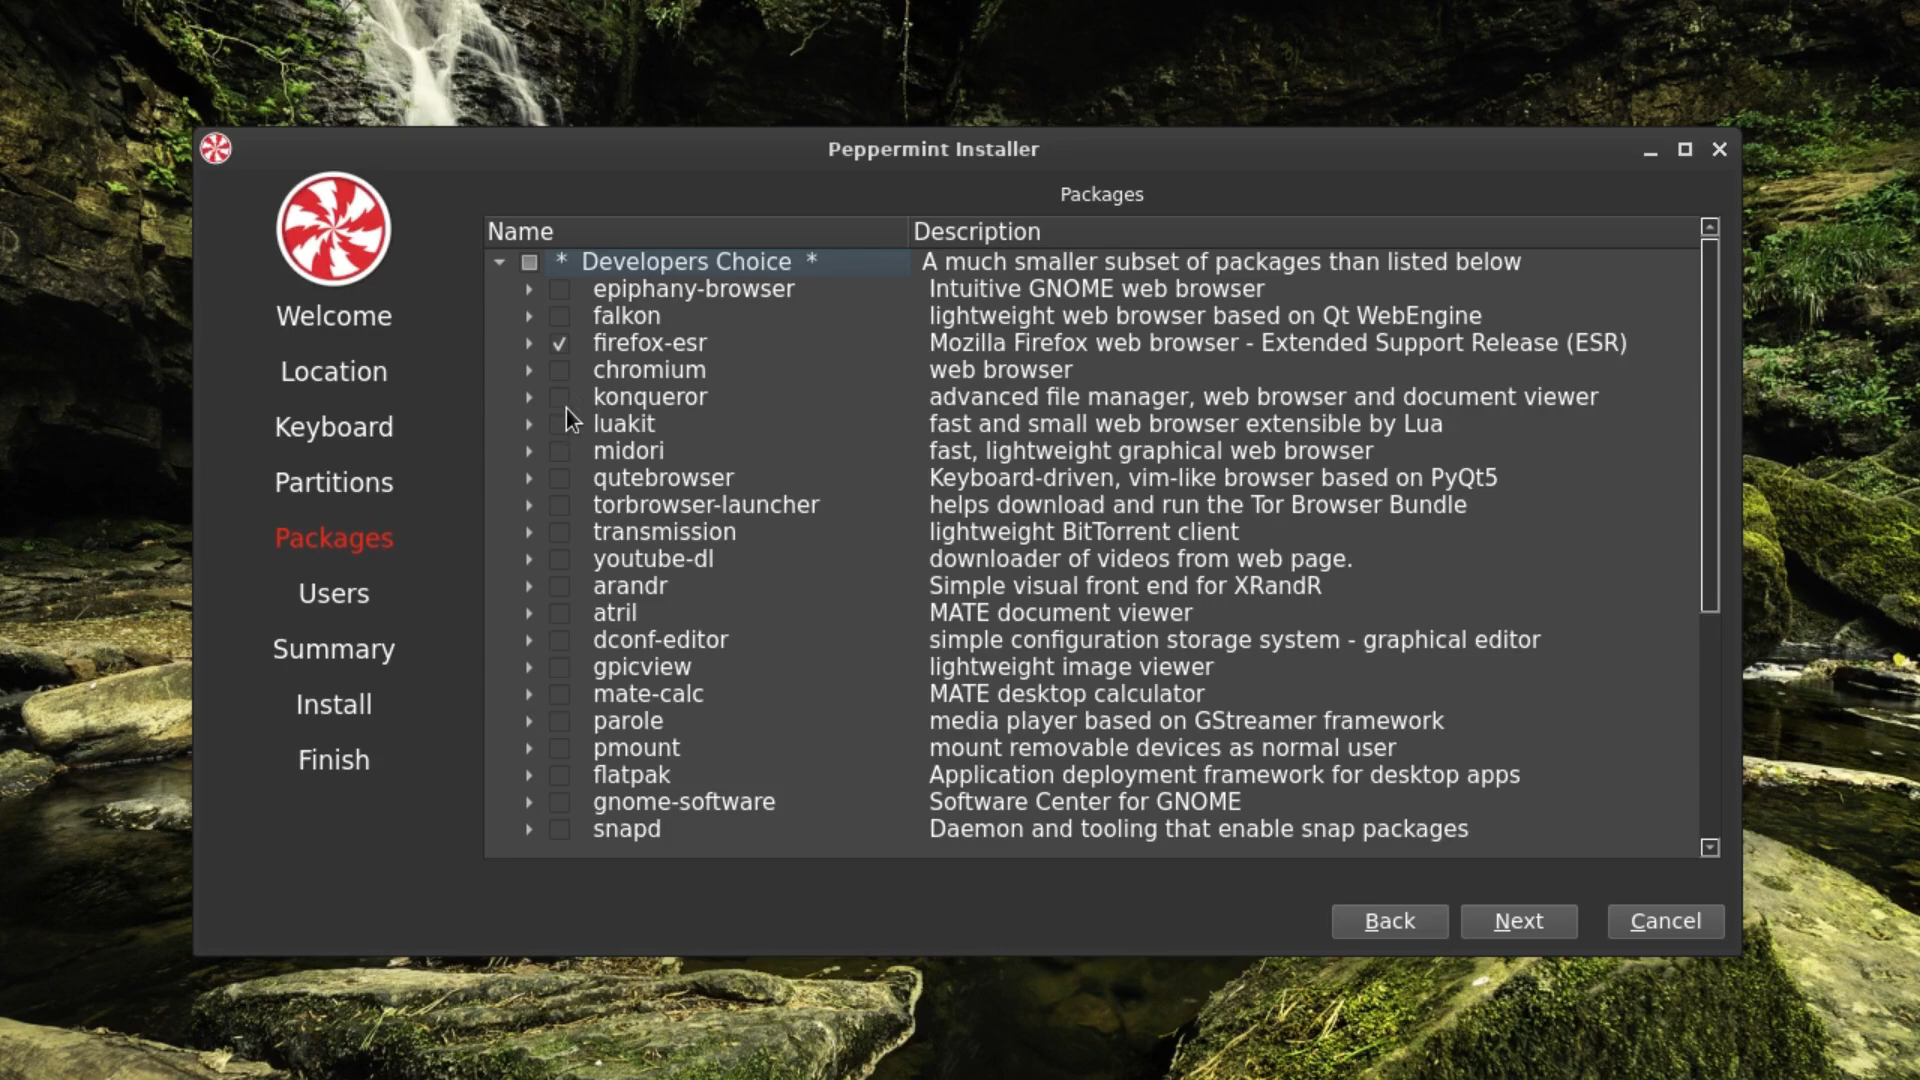 Peppermint Installer
Packages
Welcome
Location
Keyboard
Partitions
Packages
Users
Summary
Install
Finish
Name Description
* Developers Choice * A much smaller subset of packages than listed below
epiphany-browser Intuitive GNOME web browser
falkon lightweight web browser based on Qt WebEngine
firefox-esr Mozilla Firefox web browser - Extended Support Release (ESR)
chromium web browser
konqueror advanced file manager, web browser and document viewer
luakit fast and small web browser extensible by Lua
midori fast, lightweight graphical web browser
qutebrowser Keyboard-driven, vim-like browser based on PyQt5
torbrowser-launcher helps download and run the Tor Browser Bundle
transmission lightweight BitTorrent client
youtube-dl downloader of videos from web page.
arandr Simple visual front end for XRandR
atril MATE document viewer
dconf-editor simple configuration storage system - graphical editor
gpicview lightweight image viewer
mate-calc MATE desktop calculator
parole media player based on GStreamer framework
pmount mount removable devices as normal user
flatpak Application deployment framework for desktop apps
gnome-software Software Center for GNOME
snapd Daemon and tooling that enable snap packages
Back Next Cancel